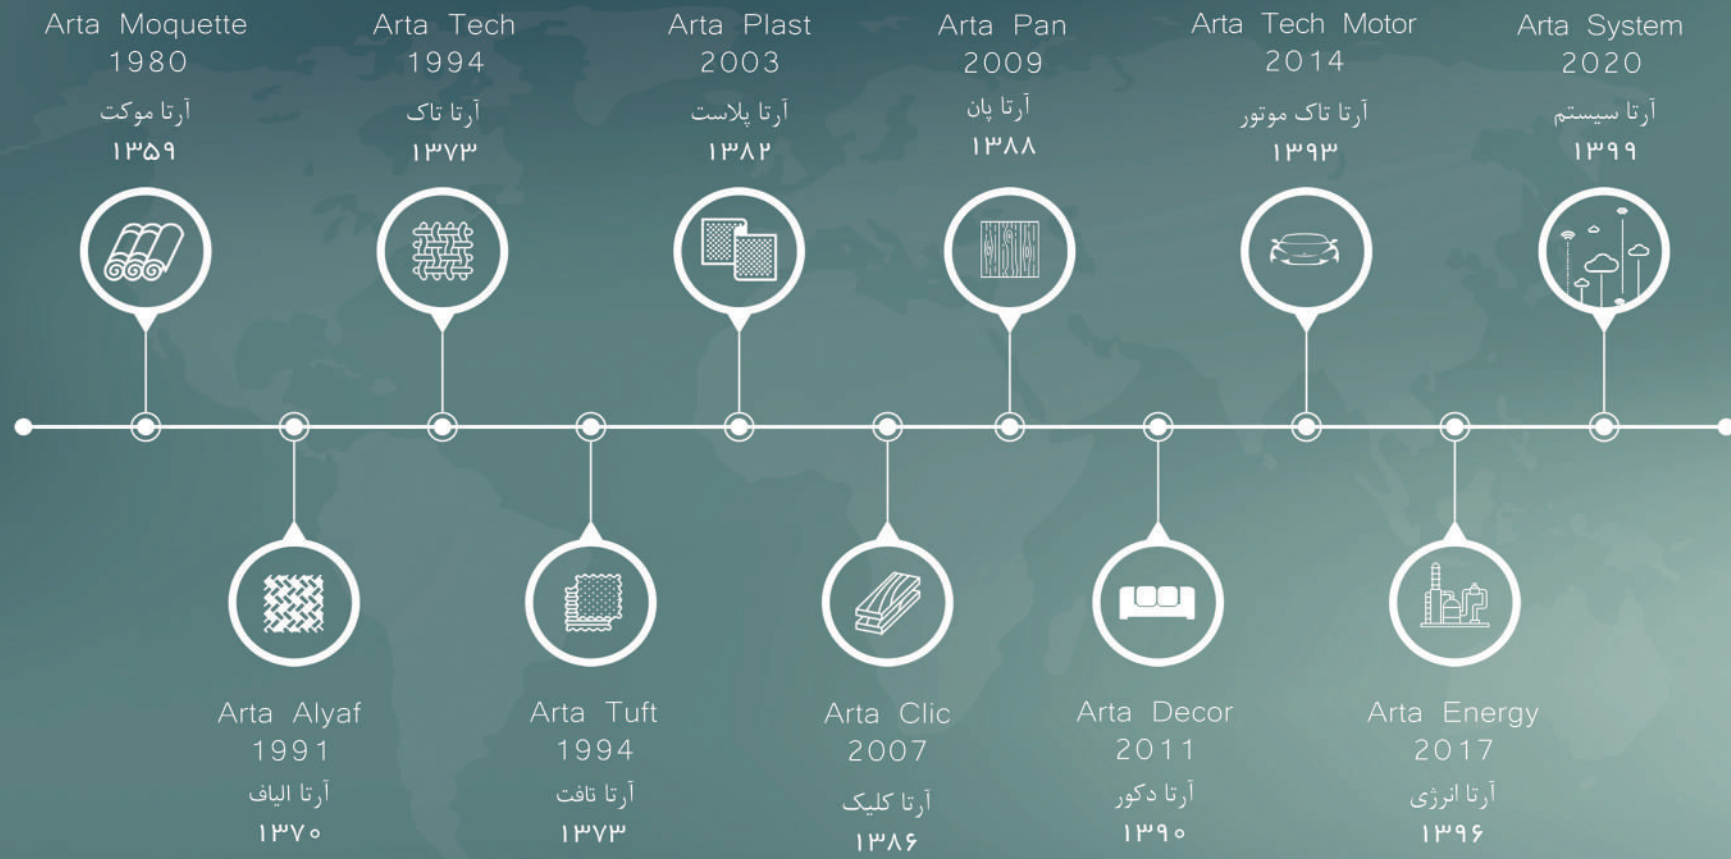 Arta Moquette
1980
آرتا موکت
۱۳۵۹
Arta Tech
1994
آرتا تاک
۱۳۷۳
Arta Plast
2003
آرتا پلاست
۱۳۸۲
Arta Pan
2009
آرتا پان
۱۳۸۸
Arta Tech Motor
2014
آرتا تاک موتور
۱۳۹۳
Arta System
2020
آرتا سیستم
۱۳۹۹
Arta Alyaf
1991
آرتا الیاف
۱۳۷۰
Arta Tuft
1994
آرتا تافت
۱۳۷۳
Arta Clic
2007
آرتا کلیک
۱۳۸۶
Arta Decor
2011
آرتا دکور
۱۳۹۰
Arta Energy
2017
آرتا انرژی
۱۳۹۶